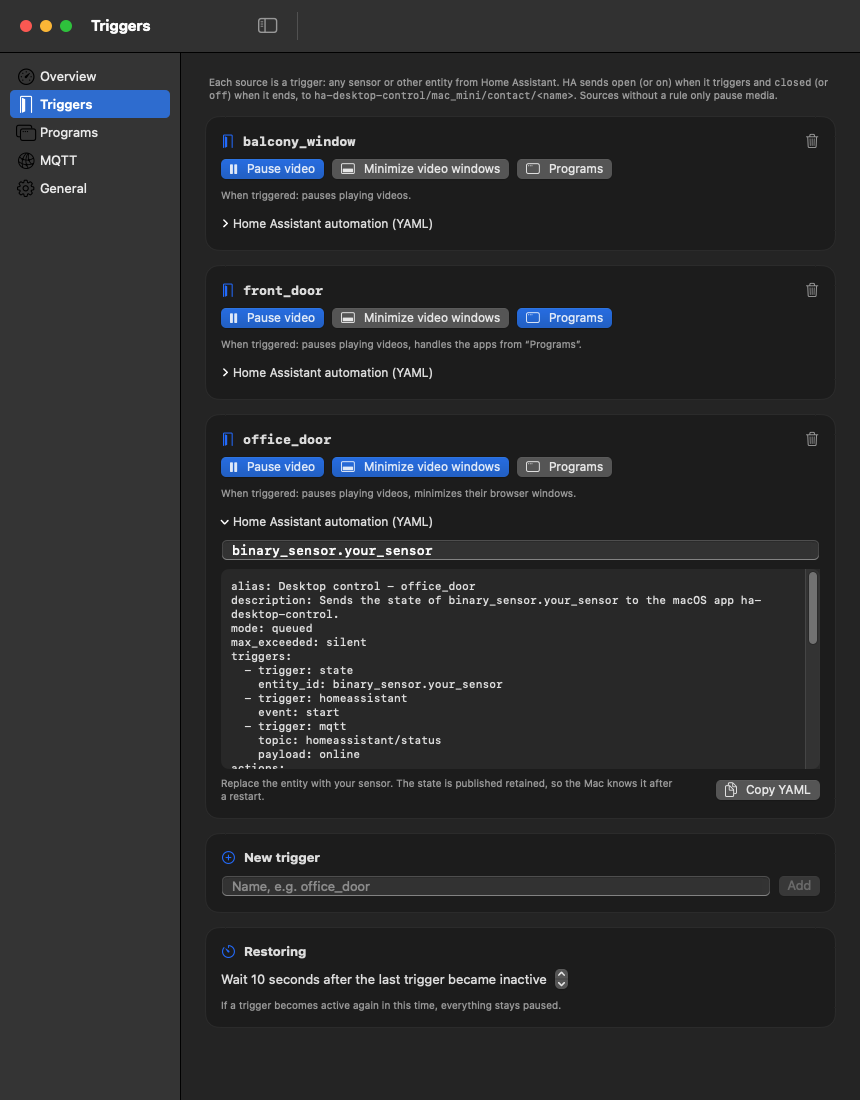 Triggers
Overview
Triggers
Programs
MQTT
General
Each source is a trigger: any sensor or other entity from Home Assistant. HA sends open (or on) when it triggers and closed (or
off) when it ends, to ha-desktop-control/mac_mini/contact/<name>. Sources without a rule only pause media.
balcony_window
Pause video Minimize video windows Programs
When triggered: pauses playing videos.
Home Assistant automation (YAML)
front_door
Pause video Minimize video windows Programs
When triggered: pauses playing videos, handles the apps from “Programs”.
Home Assistant automation (YAML)
office_door
Pause video Minimize video windows Programs
When triggered: pauses playing videos, minimizes their browser windows.
Home Assistant automation (YAML)
binary_sensor.your_sensor
alias: Desktop control – office_door
description: Sends the state of binary_sensor.your_sensor to the macOS app ha-
desktop-control.
mode: queued
max_exceeded: silent
triggers:
  - trigger: state
    entity_id: binary_sensor.your_sensor
  - trigger: homeassistant
    event: start
  - trigger: mqtt
    topic: homeassistant/status
    payload: online
actions:
Replace the entity with your sensor. The state is published retained, so the Mac knows it after
a restart.
Copy YAML
New trigger
Name, e.g. office_door Add
Restoring
Wait 10 seconds after the last trigger became inactive
If a trigger becomes active again in this time, everything stays paused.